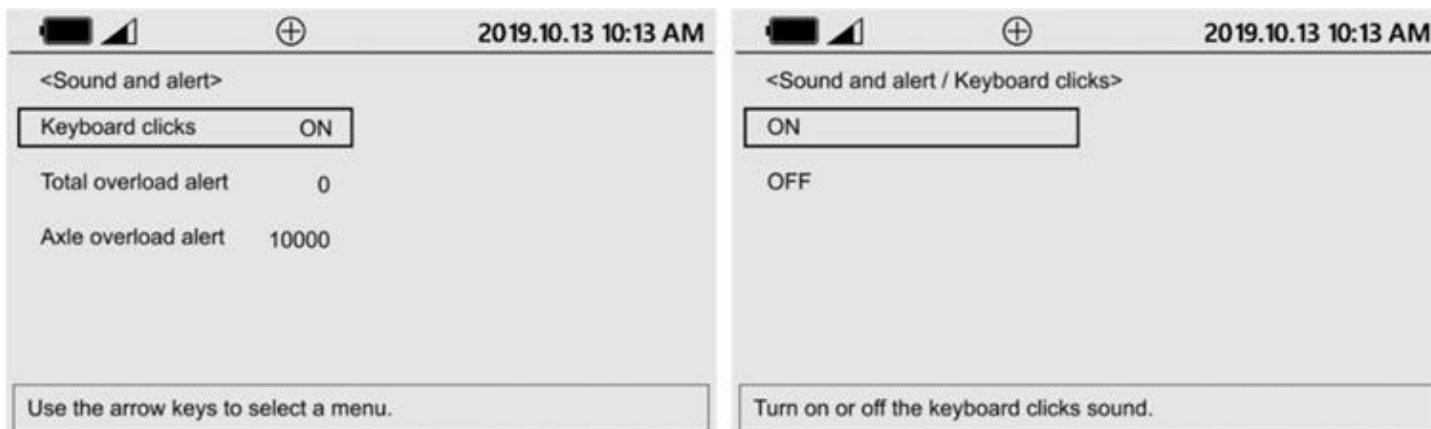 2019.10.13 10:13 AM
<Sound and alert>
Keyboard clicks ON
Total overload alert 0
Axle overload alert 10000
Use the arrow keys to select a menu.
2019.10.13 10:13 AM
<Sound and alert / Keyboard clicks>
ON
OFF
Turn on or off the keyboard clicks sound.